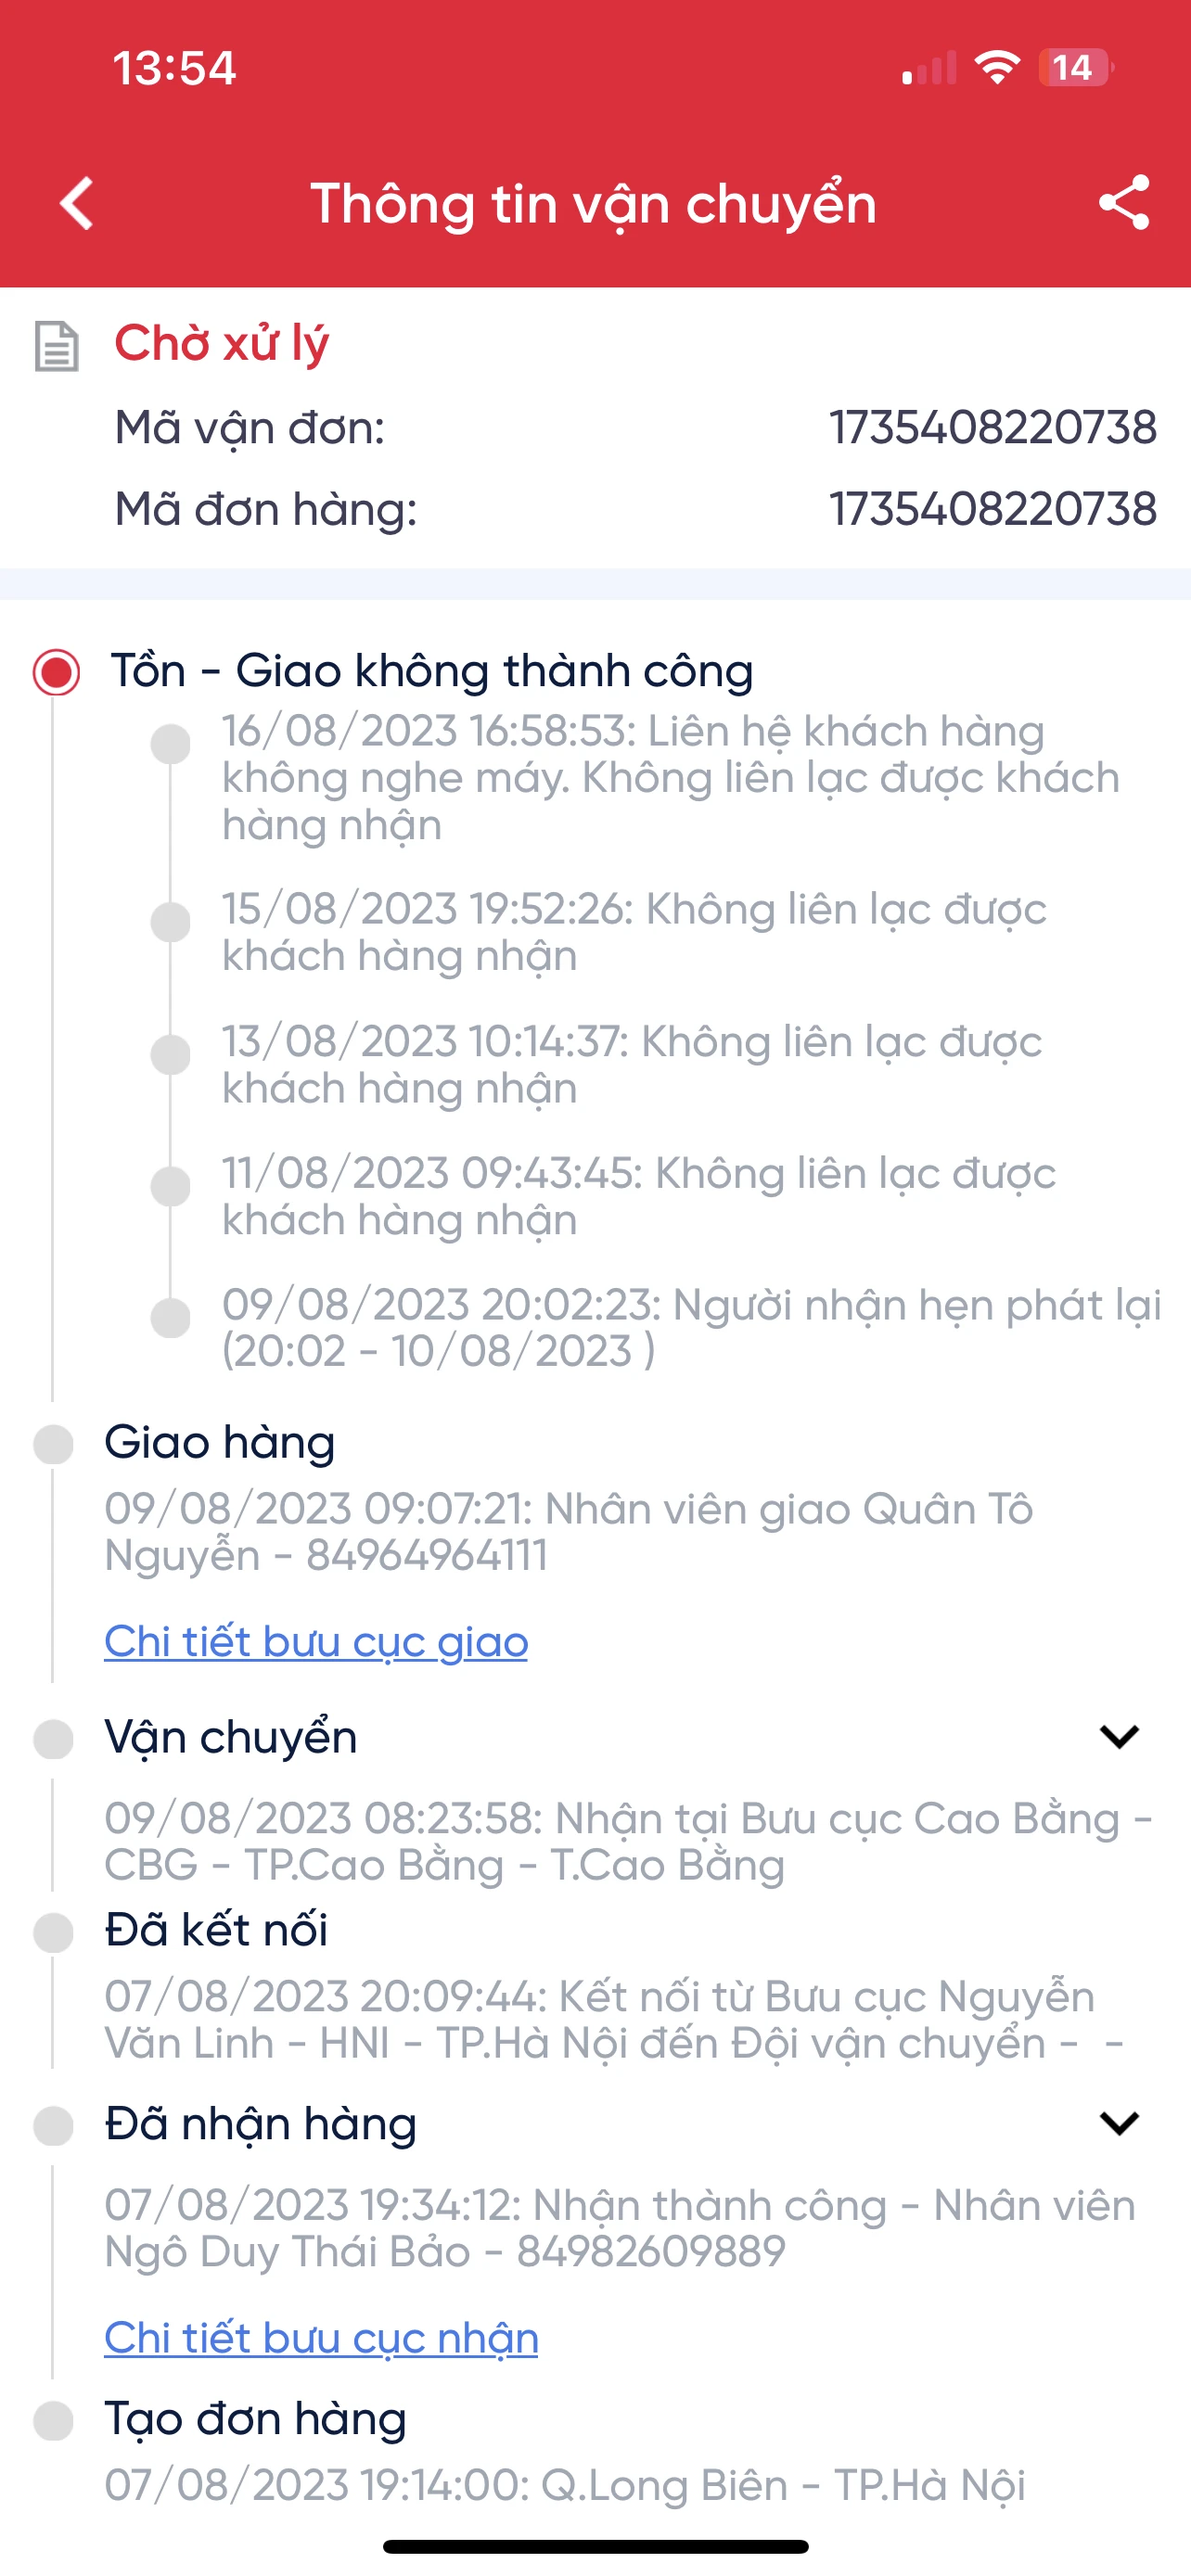 13:54
14
Thông tin vận chuyển
Chờ xử lý
Mã vận đơn: 1735408220738
Mã đơn hàng: 1735408220738
Tồn - Giao không thành công
16/08/2023 16:58:53: Liên hệ khách hàng
không nghe máy. Không liên lạc được khách
hàng nhận
15/08/2023 19:52:26: Không liên lạc được
khách hàng nhận
13/08/2023 10:14:37: Không liên lạc được
khách hàng nhận
11/08/2023 09:43:45: Không liên lạc được
khách hàng nhận
09/08/2023 20:02:23: Người nhận hẹn phát lại
(20:02 - 10/08/2023 )
Giao hàng
09/08/2023 09:07:21: Nhân viên giao Quân Tô
Nguyễn - 84964964111
Chi tiết bưu cục giao
Vận chuyển
09/08/2023 08:23:58: Nhận tại Bưu cục Cao Bằng -
CBG - TP.Cao Bằng - T.Cao Bằng
Đã kết nối
07/08/2023 20:09:44: Kết nối từ Bưu cục Nguyễn
Văn Linh - HNI - TP.Hà Nội đến Đội vận chuyển - -
Đã nhận hàng
07/08/2023 19:34:12: Nhận thành công - Nhân viên
Ngô Duy Thái Bảo - 84982609889
Chi tiết bưu cục nhận
Tạo đơn hàng
07/08/2023 19:14:00: Q.Long Biên - TP.Hà Nội